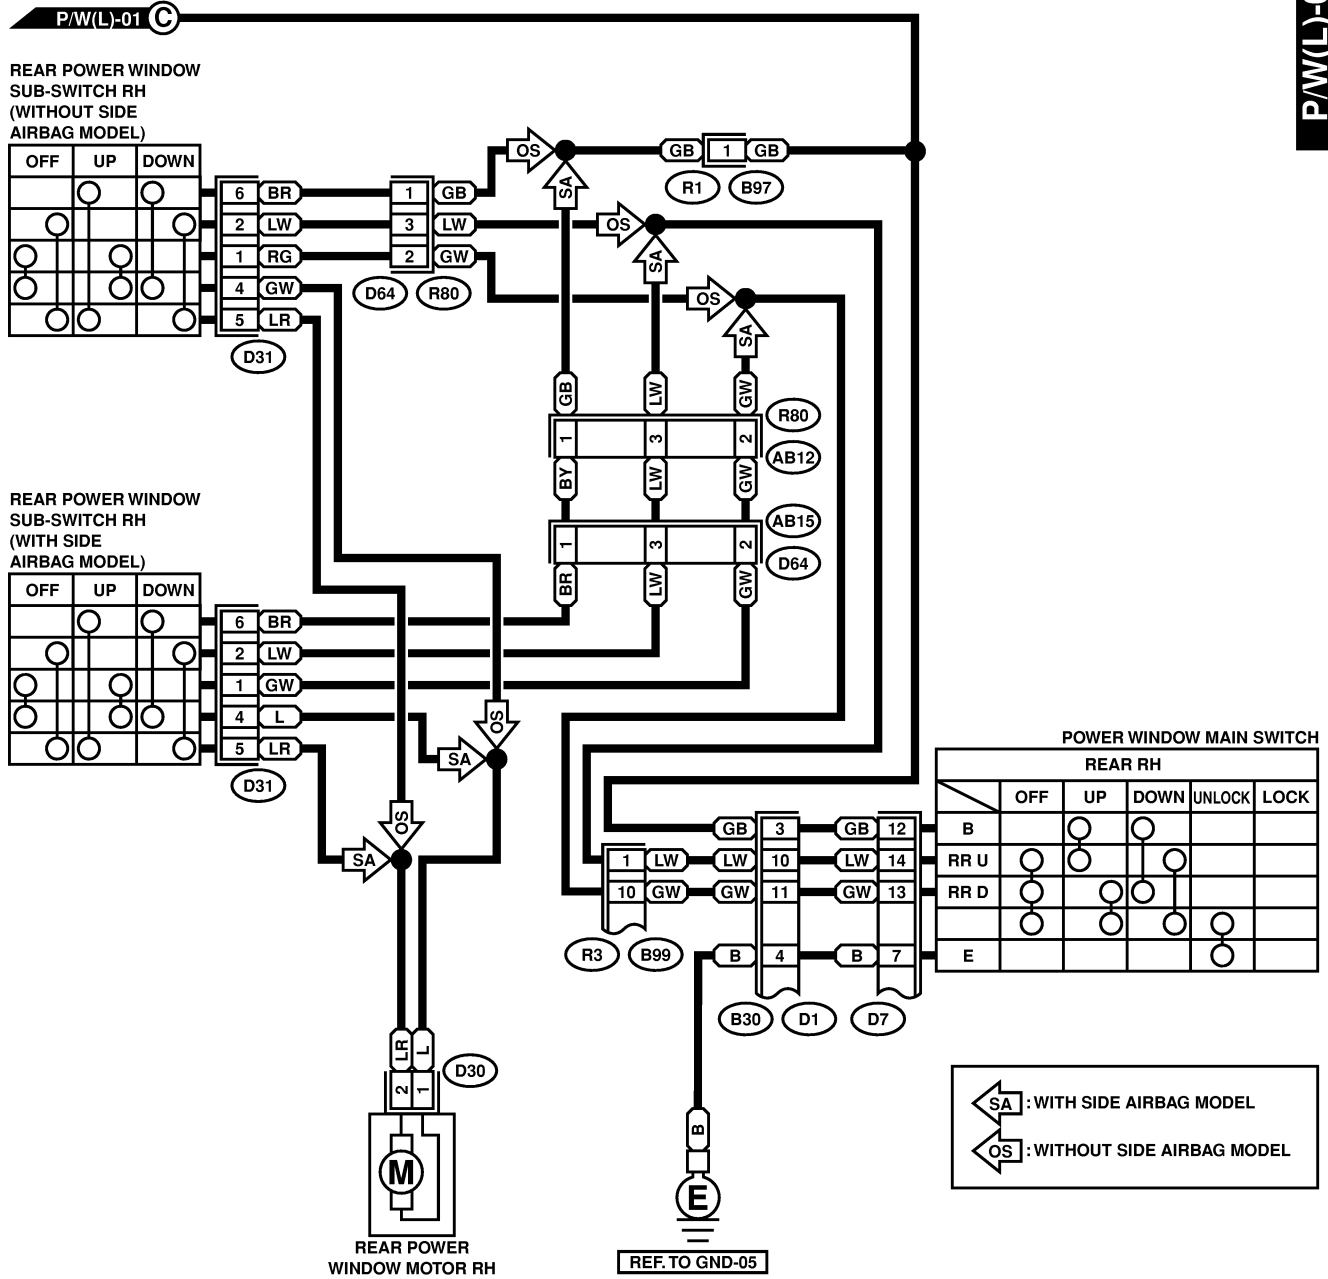 P/W(L)-01 C
P/W(L)-0
REAR POWER WINDOW
SUB-SWITCH RH
(WITHOUT SIDE
AIRBAG MODEL)
OFF UP DOWN
6 BR 1 GB
2 LW 3 LW
1 RG 2 GW
4 GW
5 LR
D31
D64 R80
OS
SA
GB 1 GB
R1 B97
OS
SA
OS
SA
GB LW GW
R80
1 3 2
AB12
BY LW GW
AB15
1 3 2
D64
BR LW GW
REAR POWER WINDOW
SUB-SWITCH RH
(WITH SIDE
AIRBAG MODEL)
OFF UP DOWN
6 BR
2 LW
1 GW
4 L
5 LR
D31
OS
SA
OS
SA
POWER WINDOW MAIN SWITCH
REAR RH
OFF UP DOWN UNLOCK LOCK
GB 3 GB 12 B
1 LW LW 10 LW 14 RR U
10 GW GW 11 GW 13 RR D
B 4 B 7 E
R3 B99
B30 D1 D7
LR L
D30
2 1
M
REAR POWER
WINDOW MOTOR RH
B
E
REF. TO GND-05
SA : WITH SIDE AIRBAG MODEL
OS : WITHOUT SIDE AIRBAG MODEL